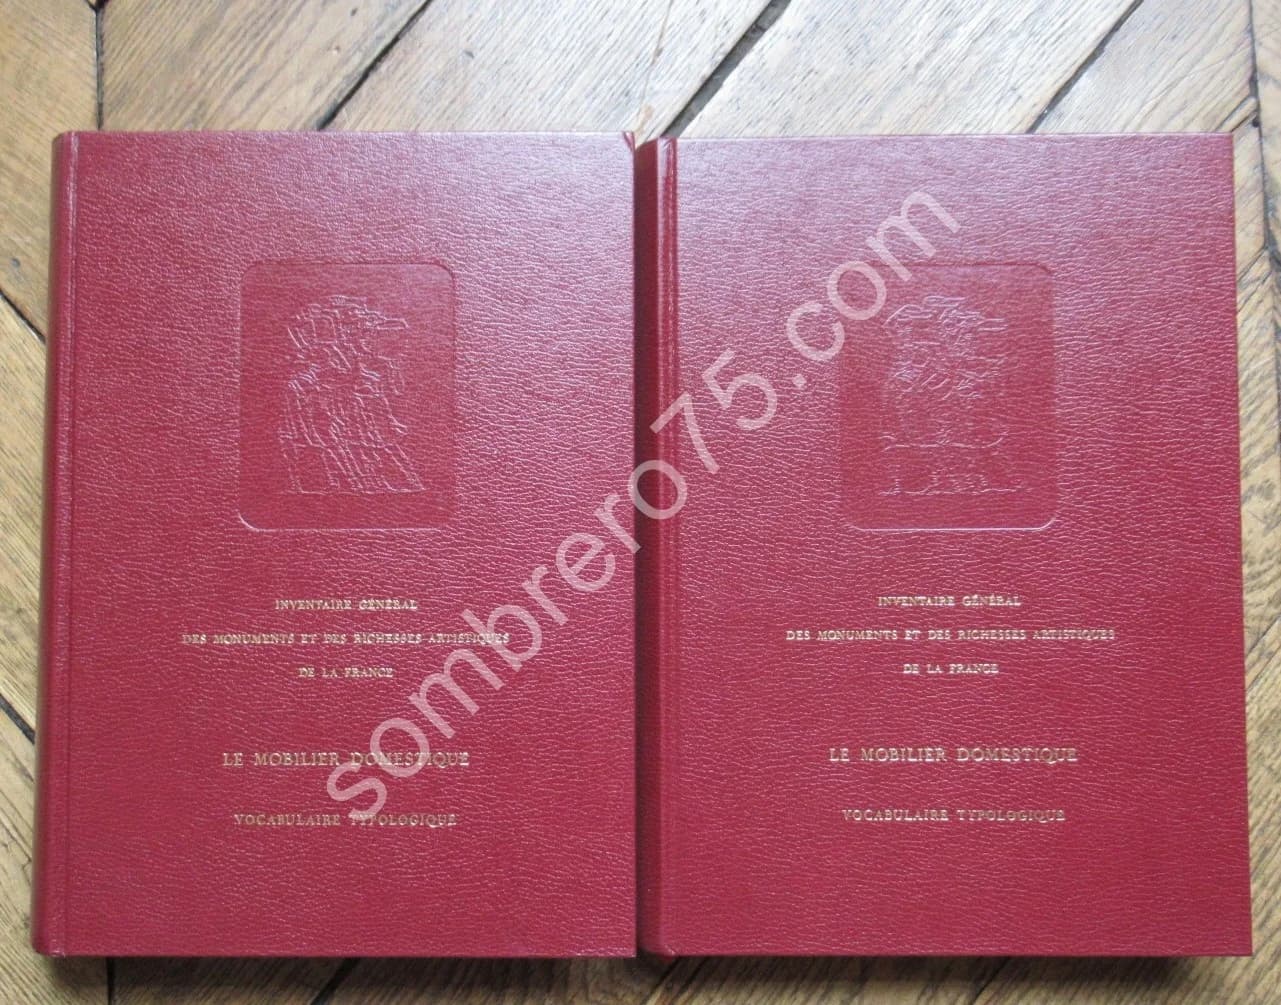 INVENTAIRE GÉNÉRAL
DES MONUMENTS ET DES RICHESSES ARTISTIQUES
DE LA FRANCE
LE MOBILIER DOMESTIQUE
VOCABULAIRE TYPOLOGIQUE
INVENTAIRE GÉNÉRAL
DES MONUMENTS ET DES RICHESSES ARTISTIQUES
DE LA FRANCE
LE MOBILIER DOMESTIQUE
VOCABULAIRE TYPOLOGIQUE
sombrero75.com